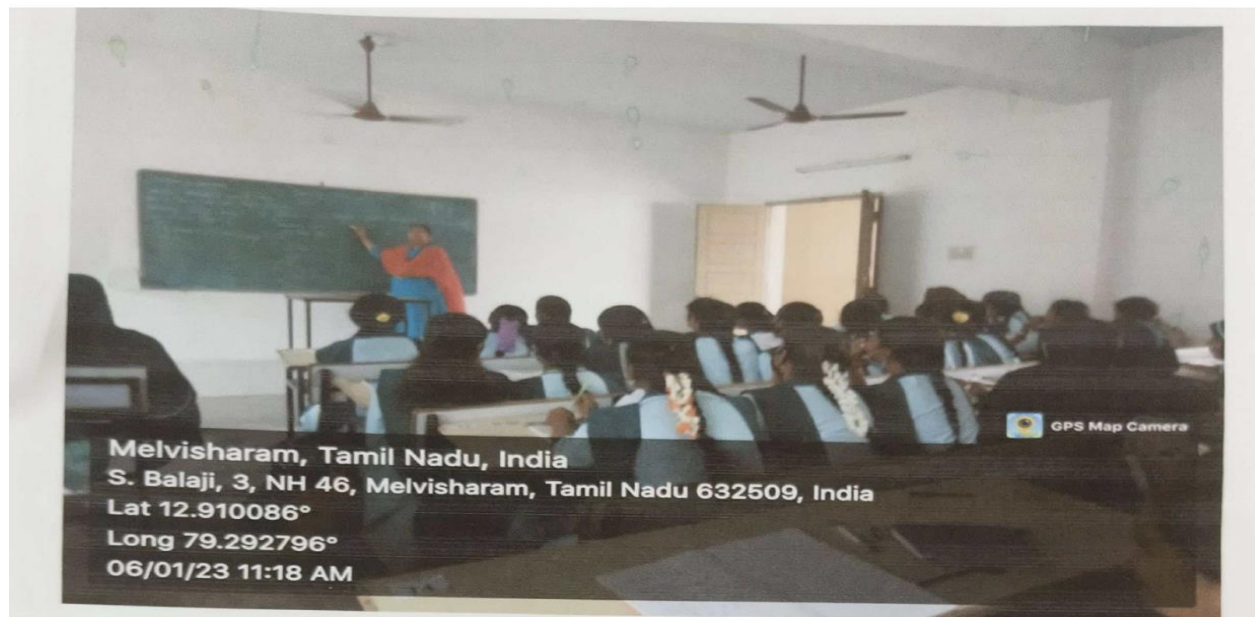 GPS Map Camera
Melvisharam, Tamil Nadu, India
S. Balaji, 3, NH 46, Melvisharam, Tamil Nadu 632509, India
Lat 12.910086°
Long 79.292796°
06/01/23 11:18 AM